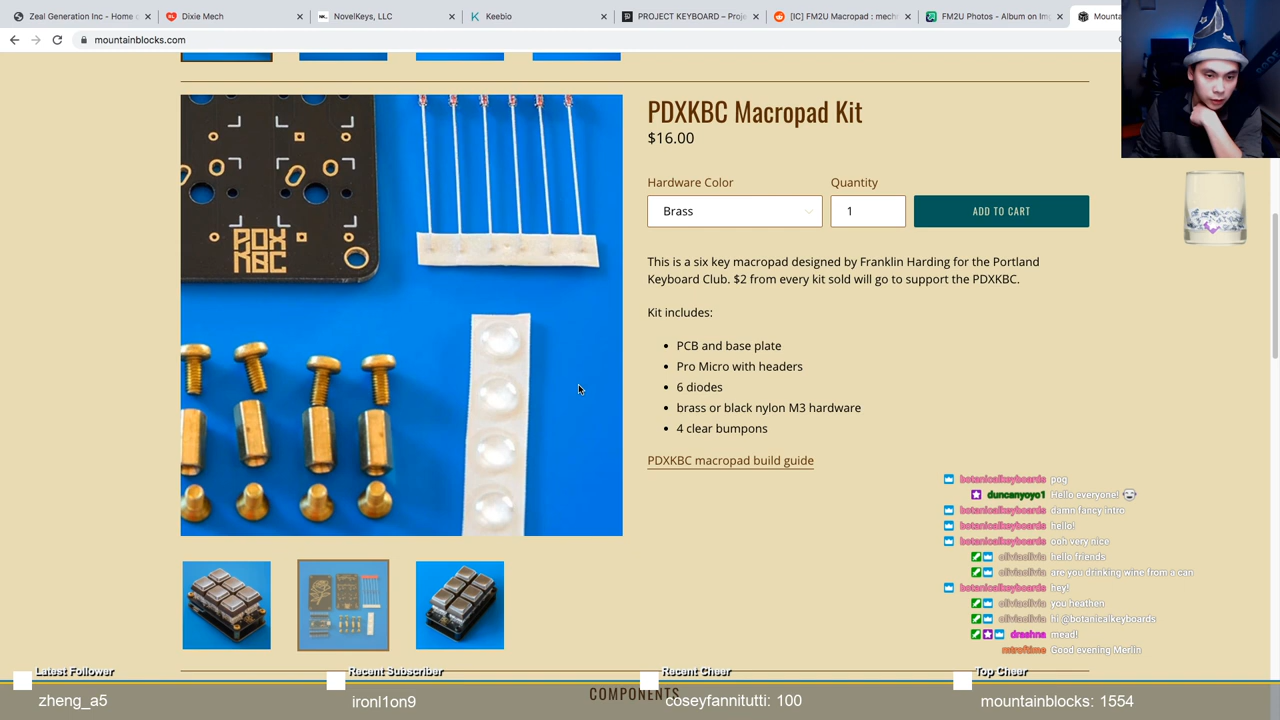 Zeal Generation Inc - Home
Dixie Mech
NovelKeys, LLC
Keebio
PROJECT KEYBOARD – Proje
[IC] FM2U Macropad : mech
FM2U Photos - Album on Im
Mounta
mountainblocks.com
PDXKBC Macropad Kit
$16.00
Hardware Color
Quantity
Brass
1
ADD TO CART
This is a six key macropad designed by Franklin Harding for the Portland
Keyboard Club. $2 from every kit sold will go to support the PDXKBC.
Kit includes:
PCB and base plate
Pro Micro with headers
6 diodes
brass or black nylon M3 hardware
4 clear bumpons
PDXKBC macropad build guide
PDX
KBC
botanicalkeyboards pog
duncanyoyo1 Hello everyone!
botanicalkeyboards damn fancy intro
botanicalkeyboards hello!
botanicalkeyboards ooh very nice
oliviaolivia hello friends
oliviaolivia are you drinking wine from a can
botanicalkeyboards hey!
oliviaolivia you heathen
oliviaolivia hi @botanicalkeyboards
drashna mead!
Good evening Merlin
COMPONENTS
Latest Follower
zheng_a5
Recent Subscriber
ironl1on9
Recent Cheer
coseyfannitutti: 100
Top Cheer
mountainblocks: 1554